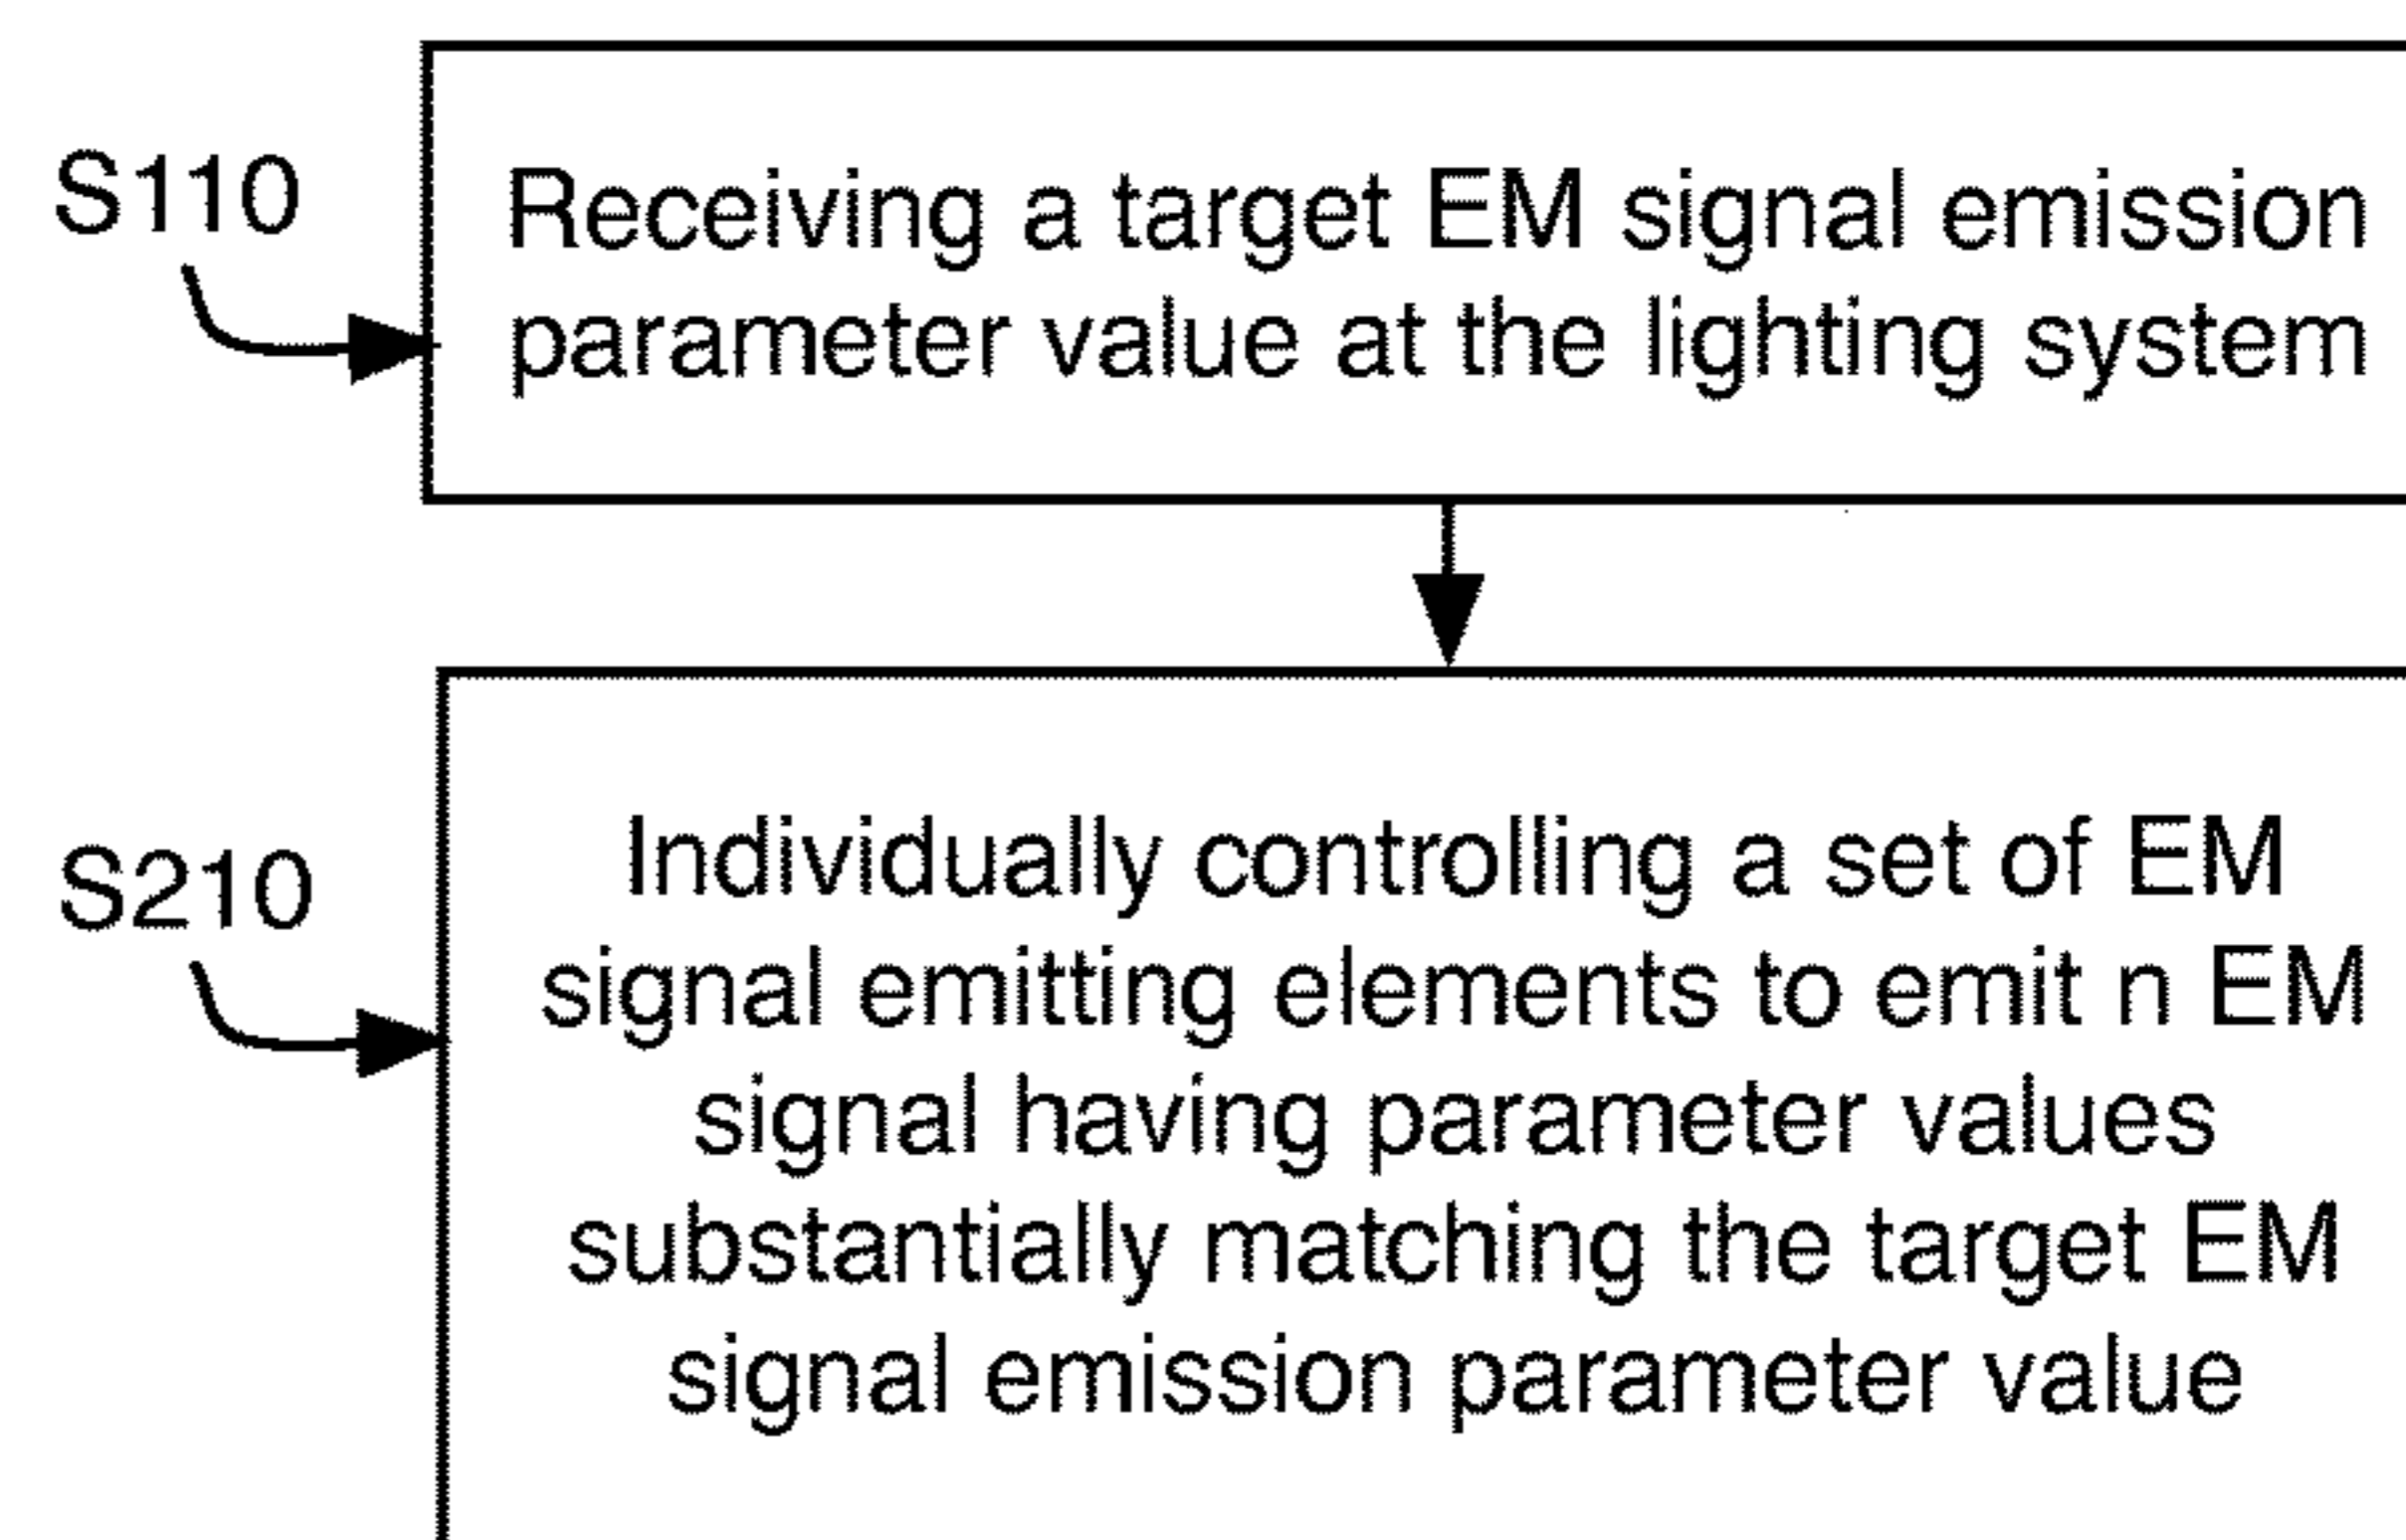 S110
Receiving a target EM signal emission
parameter value at the lighting system
S210
Individually controlling a set of EM
signal emitting elements to emit n EM
signal having parameter values
substantially matching the target EM
signal emission parameter value